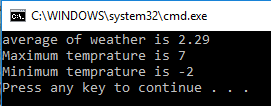 C:\WINDOWS\system32\cmd.exe
average of weather is 2.29
Maximum temprature is 7
Minimum temprature is -2
Press any key to continue . . .